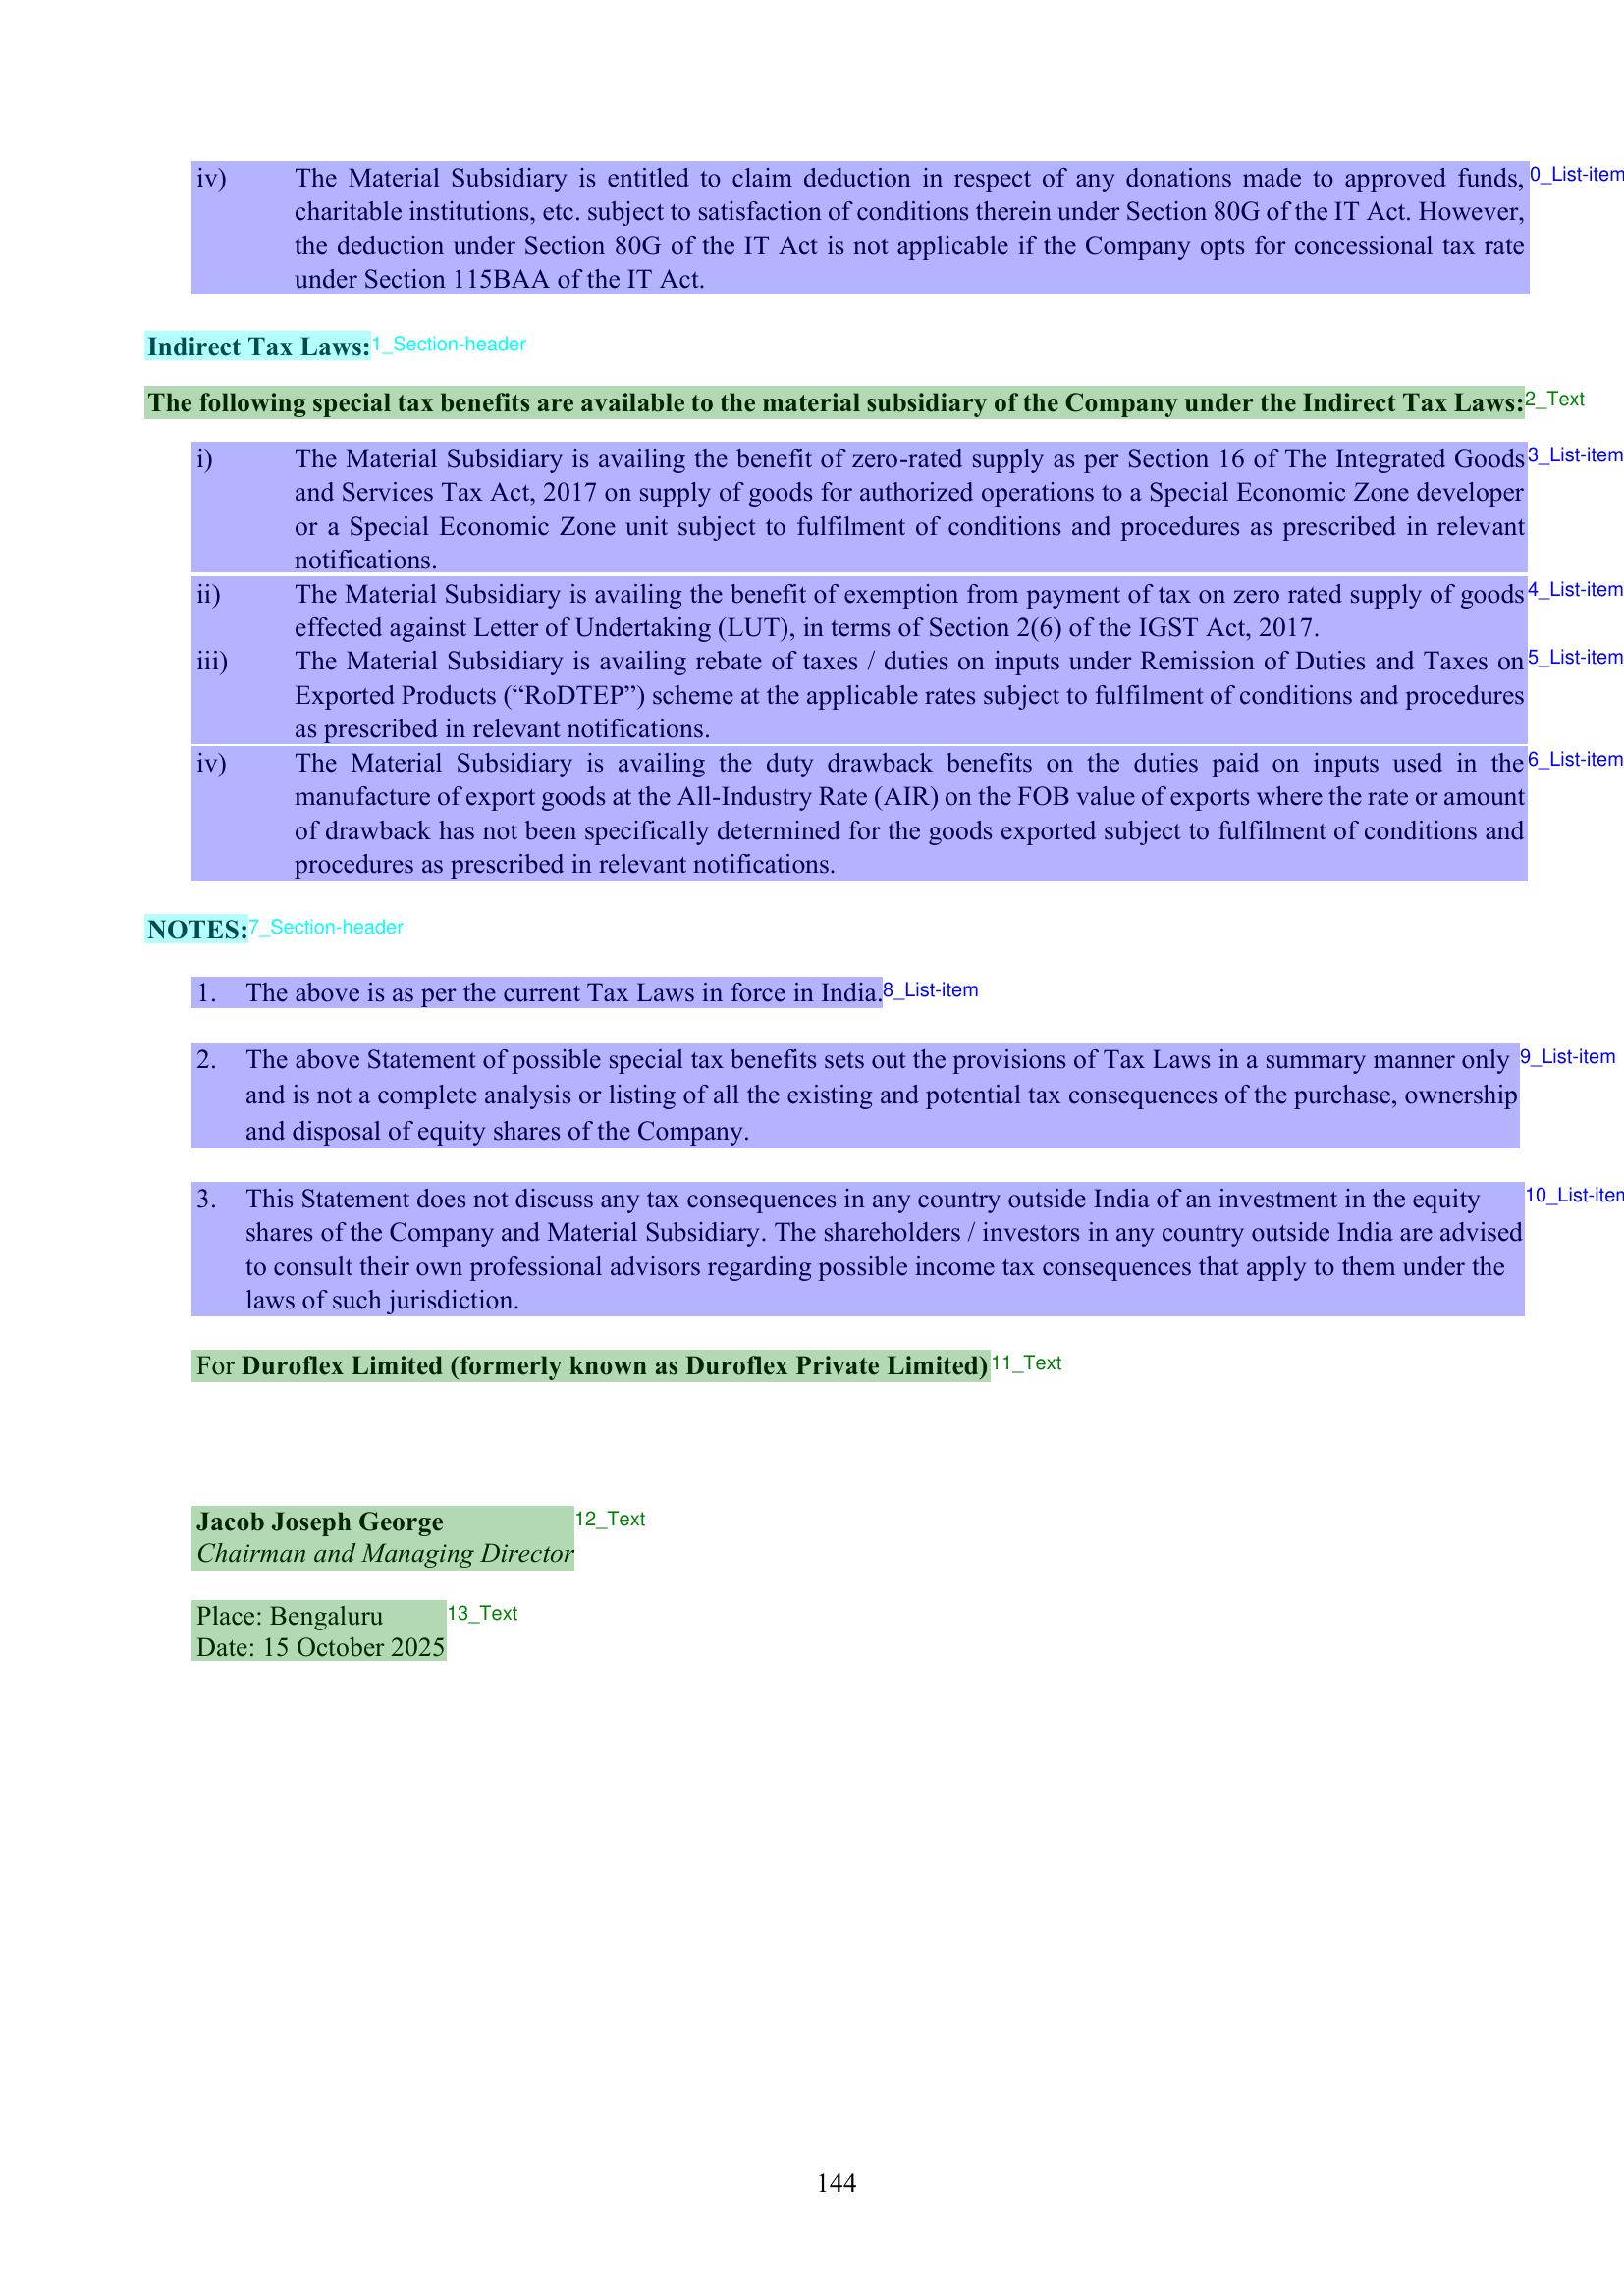 iv) The Material Subsidiary is entitled to claim deduction in respect of any donations made to approved funds, 0_List-item
charitable institutions, etc. subject to satisfaction of conditions therein under Section 80G of the IT Act. However,
the deduction under Section 80G of the IT Act is not applicable if the Company opts for concessional tax rate
under Section 115BAA of the IT Act.
Indirect Tax Laws: 1_Section-header
The following special tax benefits are available to the material subsidiary of the Company under the Indirect Tax Laws: 2_Text
i) The Material Subsidiary is availing the benefit of zero-rated supply as per Section 16 of The Integrated Goods 3_List-item
and Services Tax Act, 2017 on supply of goods for authorized operations to a Special Economic Zone developer
or a Special Economic Zone unit subject to fulfilment of conditions and procedures as prescribed in relevant
notifications.
ii) The Material Subsidiary is availing the benefit of exemption from payment of tax on zero rated supply of goods 4_List-item
effected against Letter of Undertaking (LUT), in terms of Section 2(6) of the IGST Act, 2017.
iii) The Material Subsidiary is availing rebate of taxes / duties on inputs under Remission of Duties and Taxes on 5_List-item
Exported Products (“RoDTEP”) scheme at the applicable rates subject to fulfilment of conditions and procedures
as prescribed in relevant notifications.
iv) The Material Subsidiary is availing the duty drawback benefits on the duties paid on inputs used in the 6_List-item
manufacture of export goods at the All-Industry Rate (AIR) on the FOB value of exports where the rate or amount
of drawback has not been specifically determined for the goods exported subject to fulfilment of conditions and
procedures as prescribed in relevant notifications.
NOTES: 7_Section-header
1. The above is as per the current Tax Laws in force in India. 8_List-item
2. The above Statement of possible special tax benefits sets out the provisions of Tax Laws in a summary manner only 9_List-item
and is not a complete analysis or listing of all the existing and potential tax consequences of the purchase, ownership
and disposal of equity shares of the Company.
3. This Statement does not discuss any tax consequences in any country outside India of an investment in the equity 10_List-item
shares of the Company and Material Subsidiary. The shareholders / investors in any country outside India are advised
to consult their own professional advisors regarding possible income tax consequences that apply to them under the
laws of such jurisdiction.
For Duroflex Limited (formerly known as Duroflex Private Limited) 11_Text
Jacob Joseph George 12_Text
Chairman and Managing Director
Place: Bengaluru 13_Text
Date: 15 October 2025
144